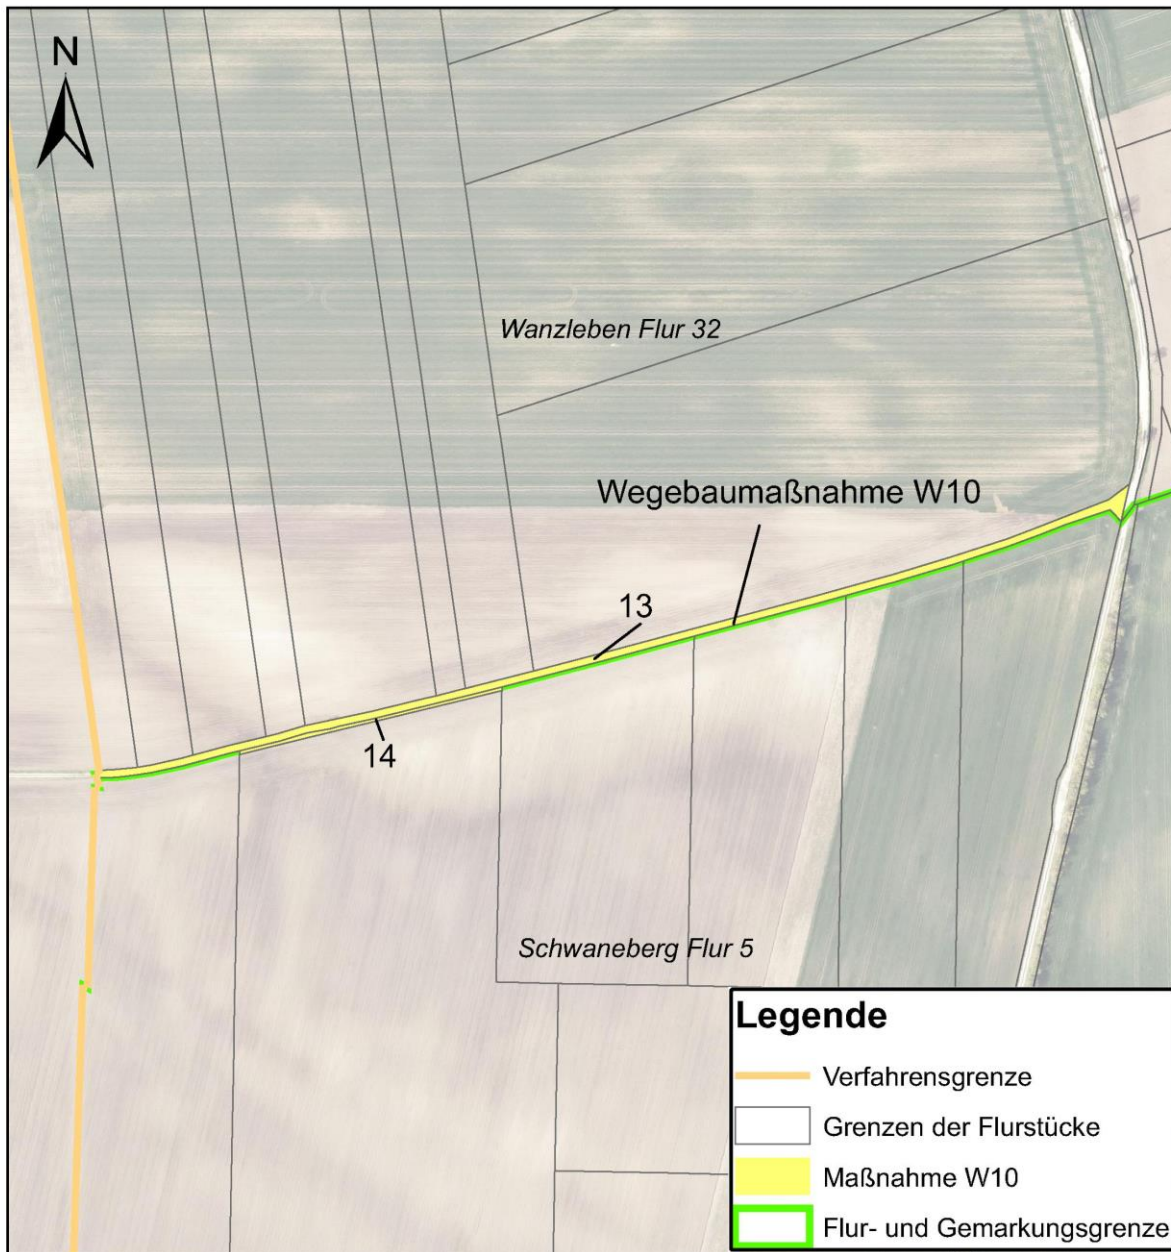 N
Wanzleben Flur 32
Wegebaumaßnahme W10
13
14
Schwaneberg Flur 5
Legende
Verfahrensgrenze
Grenzen der Flurstücke
Maßnahme W10
Flur- und Gemarkungsgrenze